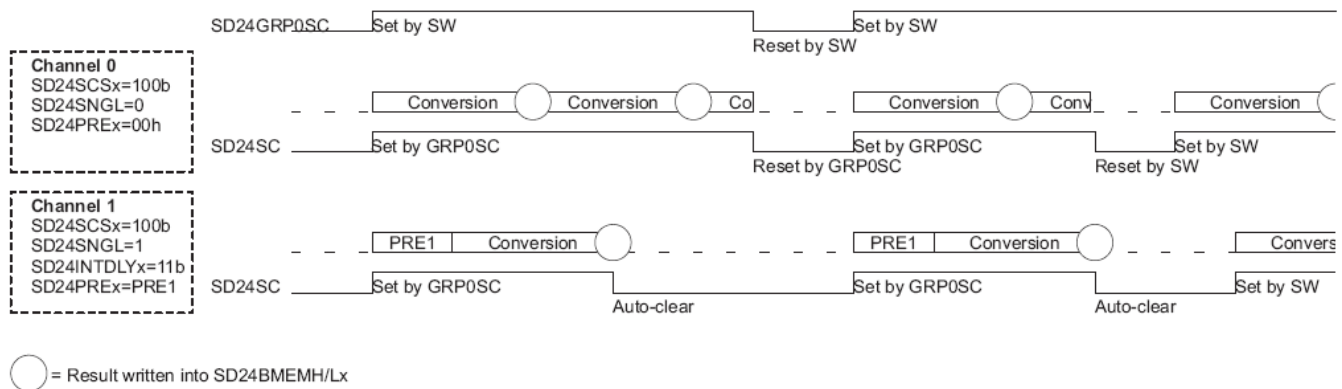 SD24GRP0SC Set by SW Reset by SW Set by SW
Channel 0
SD24SCSx=100b
SD24SNGL=0
SD24PREx=00h
Conversion Conversion Co Conversion Conv Conversion
SD24SC Set by GRP0SC Reset by GRP0SC Set by GRP0SC Reset by SW Set by SW
Channel 1
SD24SCSx=100b
SD24SNGL=1
SD24INTDLYx=11b
SD24PREx=PRE1
PRE1 Conversion PRE1 Conversion Convers
SD24SC Set by GRP0SC Auto-clear Set by GRP0SC Auto-clear Set by SW
= Result written into SD24BMEMH/Lx